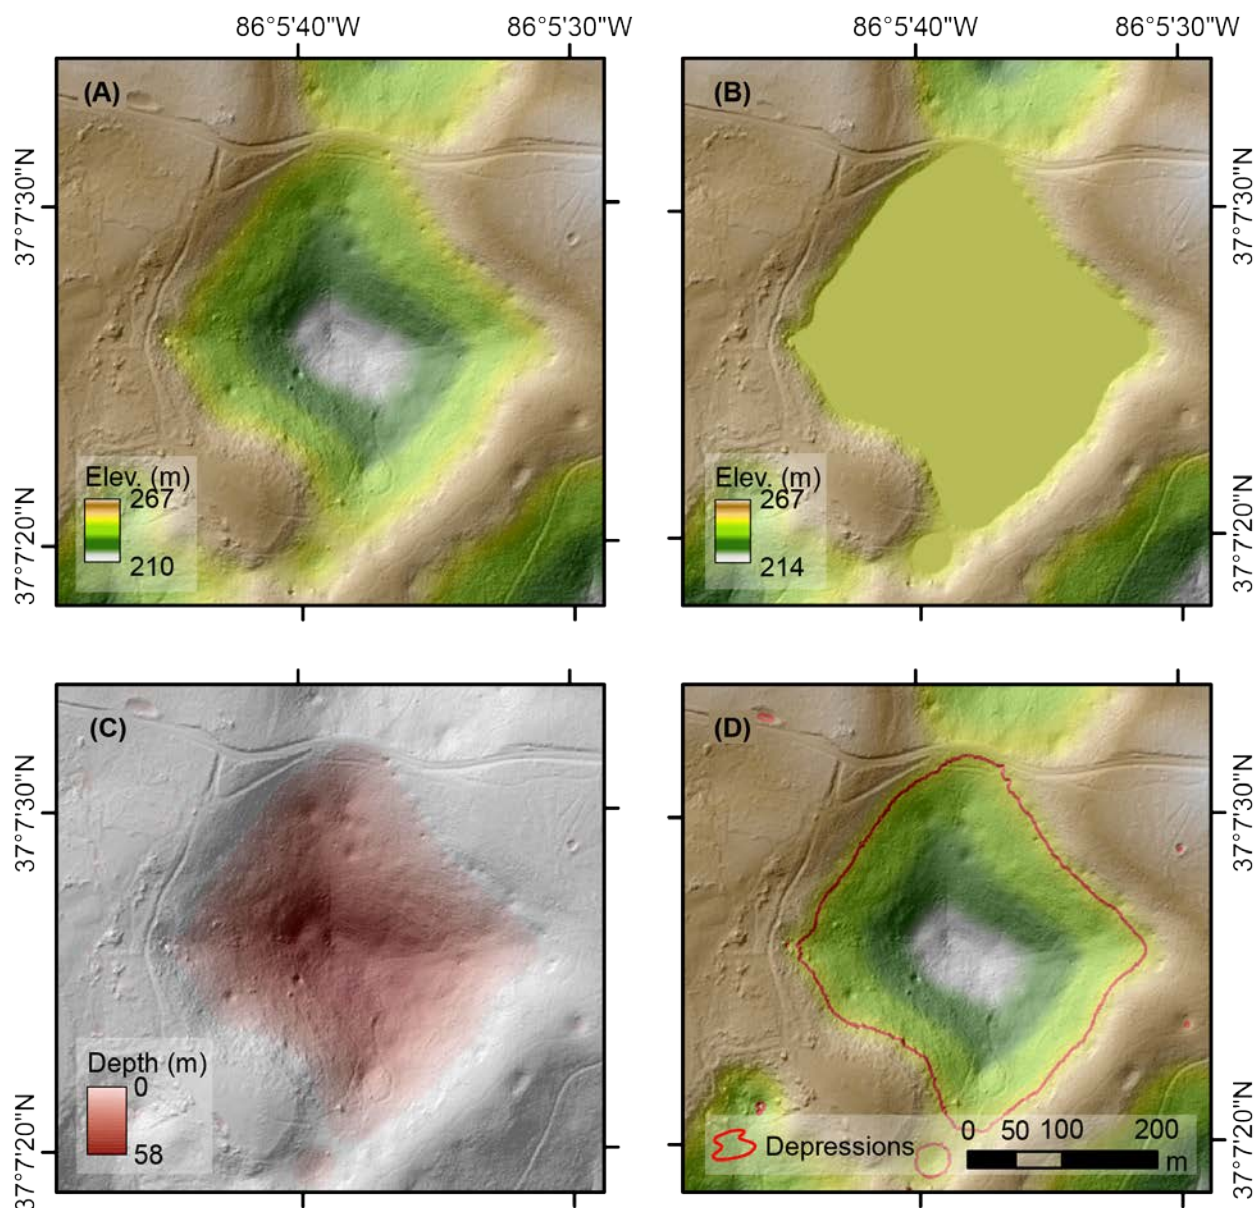 86°5'40"W 86°5'30"W 86°5'40"W 86°5'30"W
(A) (B)
37°7'30"N 37°7'30"N
Elev. (m) Elev. (m)
267 267
210 214
37°7'20"N 37°7'20"N
(C) (D)
37°7'30"N 37°7'30"N
Depth (m)
0
58
Depressions 0 50 100 200
m
37°7'20"N 37°7'20"N